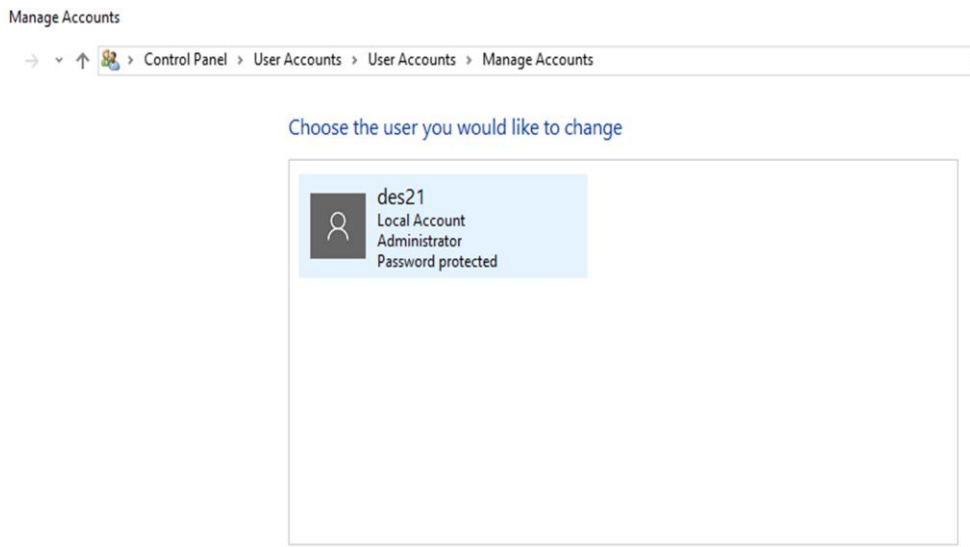 Manage Accounts
Control Panel > User Accounts > User Accounts > Manage Accounts
Choose the user you would like to change
des21
Local Account
Administrator
Password protected